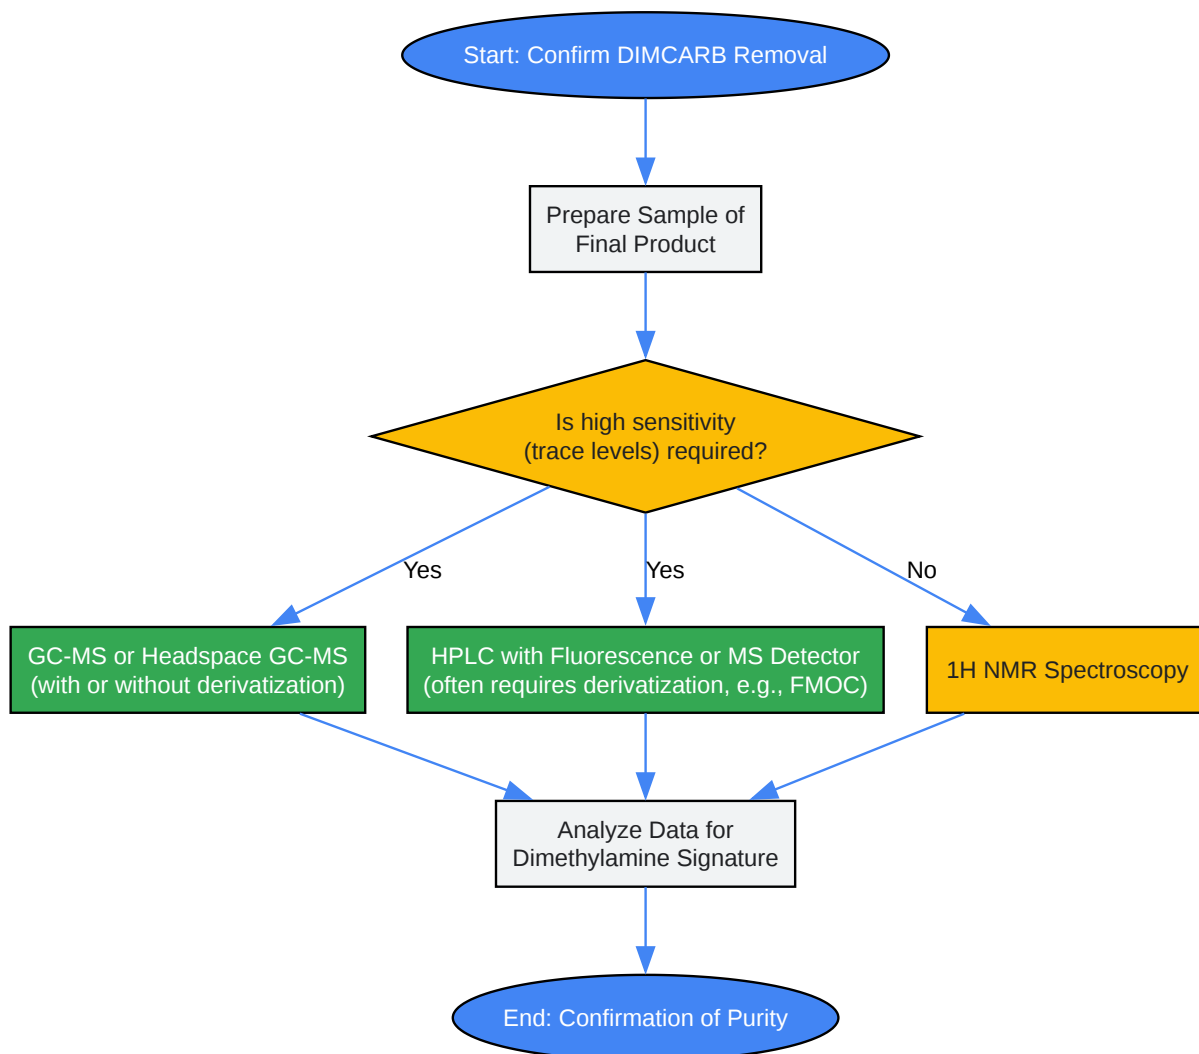 Start: Confirm DIMCARB Removal
Prepare Sample of
Final Product
Is high sensitivity
(trace levels) required?
Yes
Yes
No
GC-MS or Headspace GC-MS
(with or without derivatization)
HPLC with Fluorescence or MS Detector
(often requires derivatization, e.g., FMOC)
1H NMR Spectroscopy
Analyze Data for
Dimethylamine Signature
End: Confirmation of Purity